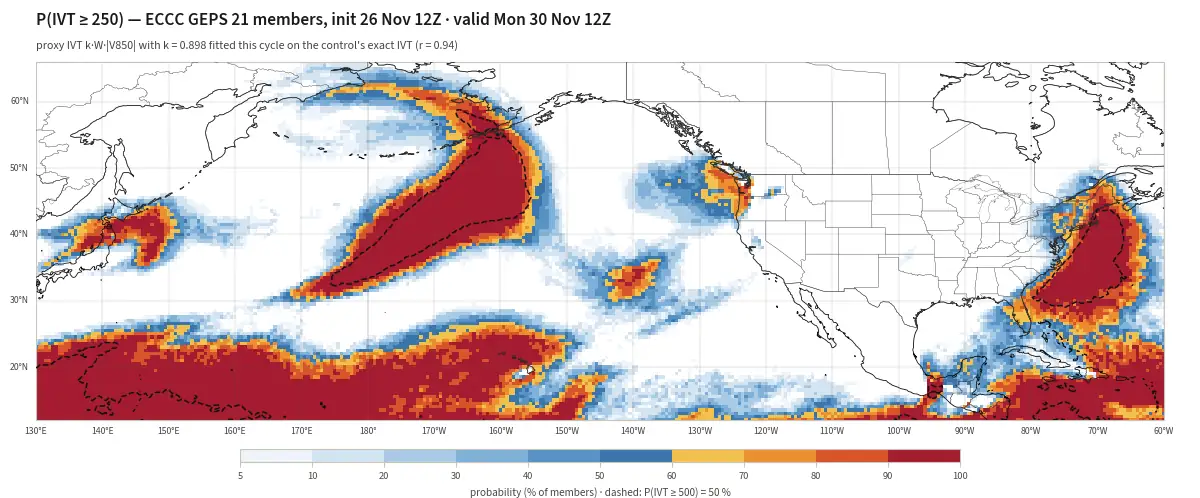 P(IVT ≥ 250) — ECCC GEPS 21 members, init 26 Nov 12Z · valid Mon 30 Nov 12Z
proxy IVT k·W·|V850| with k = 0.898 fitted this cycle on the control's exact IVT (r = 0.94)
60°N
50°N
40°N
30°N
20°N
130°E 140°E 150°E 160°E 170°E 180° 170°W 160°W 150°W 140°W 130°W 120°W 110°W 100°W 90°W 80°W 70°W 60°W
5 10 20 30 40 50 60 70 80 90 100
probability (% of members) · dashed: P(IVT ≥ 500) = 50 %